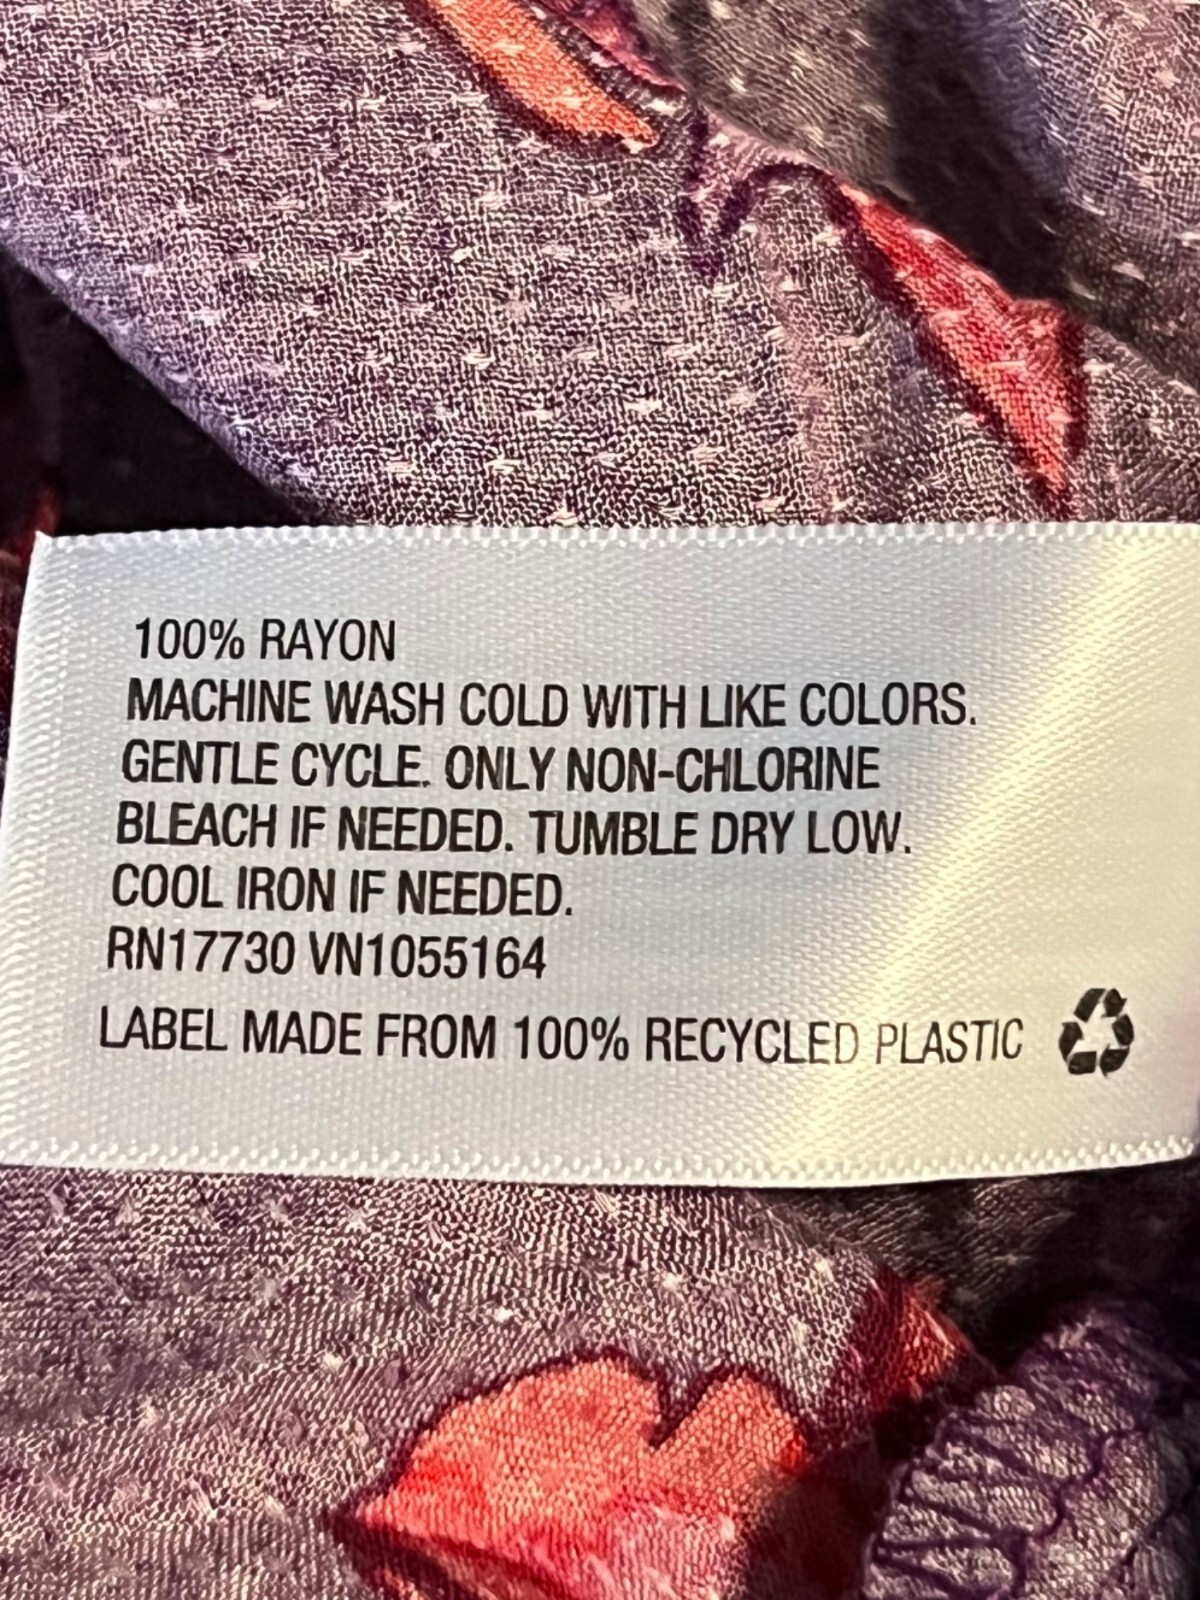 100% RAYON
MACHINE WASH COLD WITH LIKE COLORS.
GENTLE CYCLE. ONLY NON-CHLORINE
BLEACH IF NEEDED. TUMBLE DRY LOW.
COOL IRON IF NEEDED.
RN17730 VN1055164
LABEL MADE FROM 100% RECYCLED PLASTIC